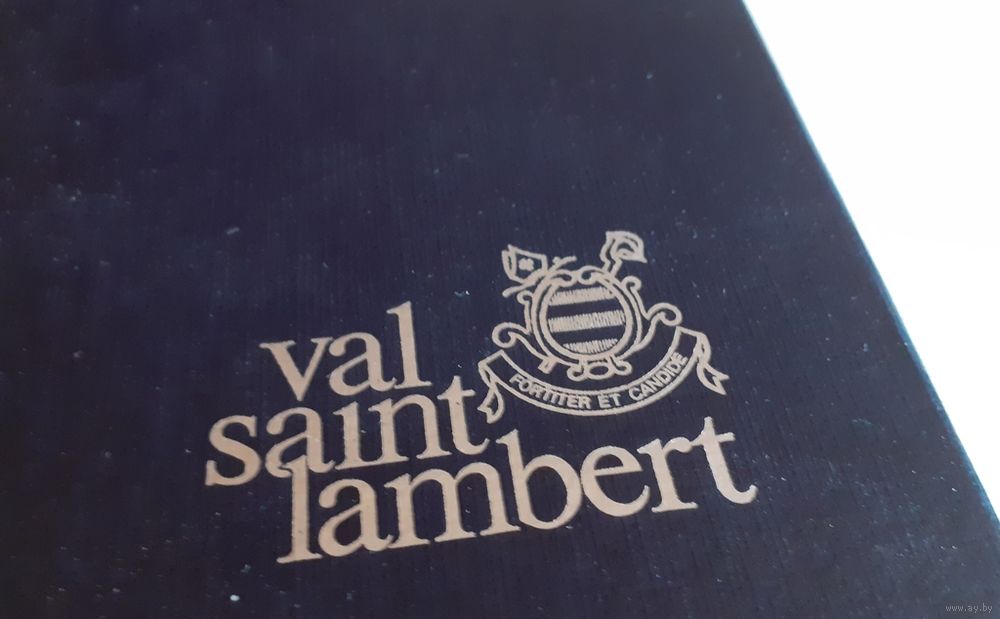 val
saint
lambert
FORTITER ET CANDIDE
www.ay.by